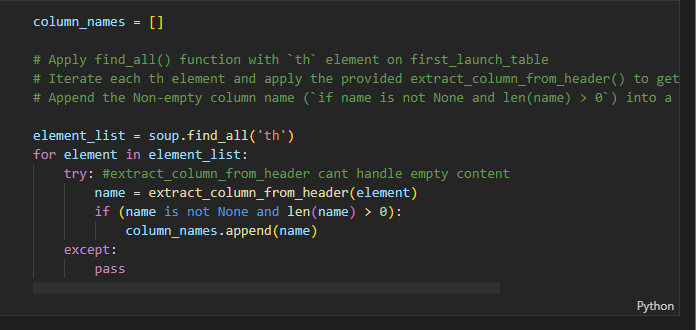 column_names = []
# Apply find_all() function with `th` element on first_launch_table
# Iterate each th element and apply the provided extract_column_from_header() to get
# Append the Non-empty column name (`if name is not None and len(name) > 0`) into a
element_list = soup.find_all('th')
for element in element_list:
    try: #extract_column_from_header cant handle empty content
        name = extract_column_from_header(element)
        if (name is not None and len(name) > 0):
            column_names.append(name)
    except:
        pass
Python